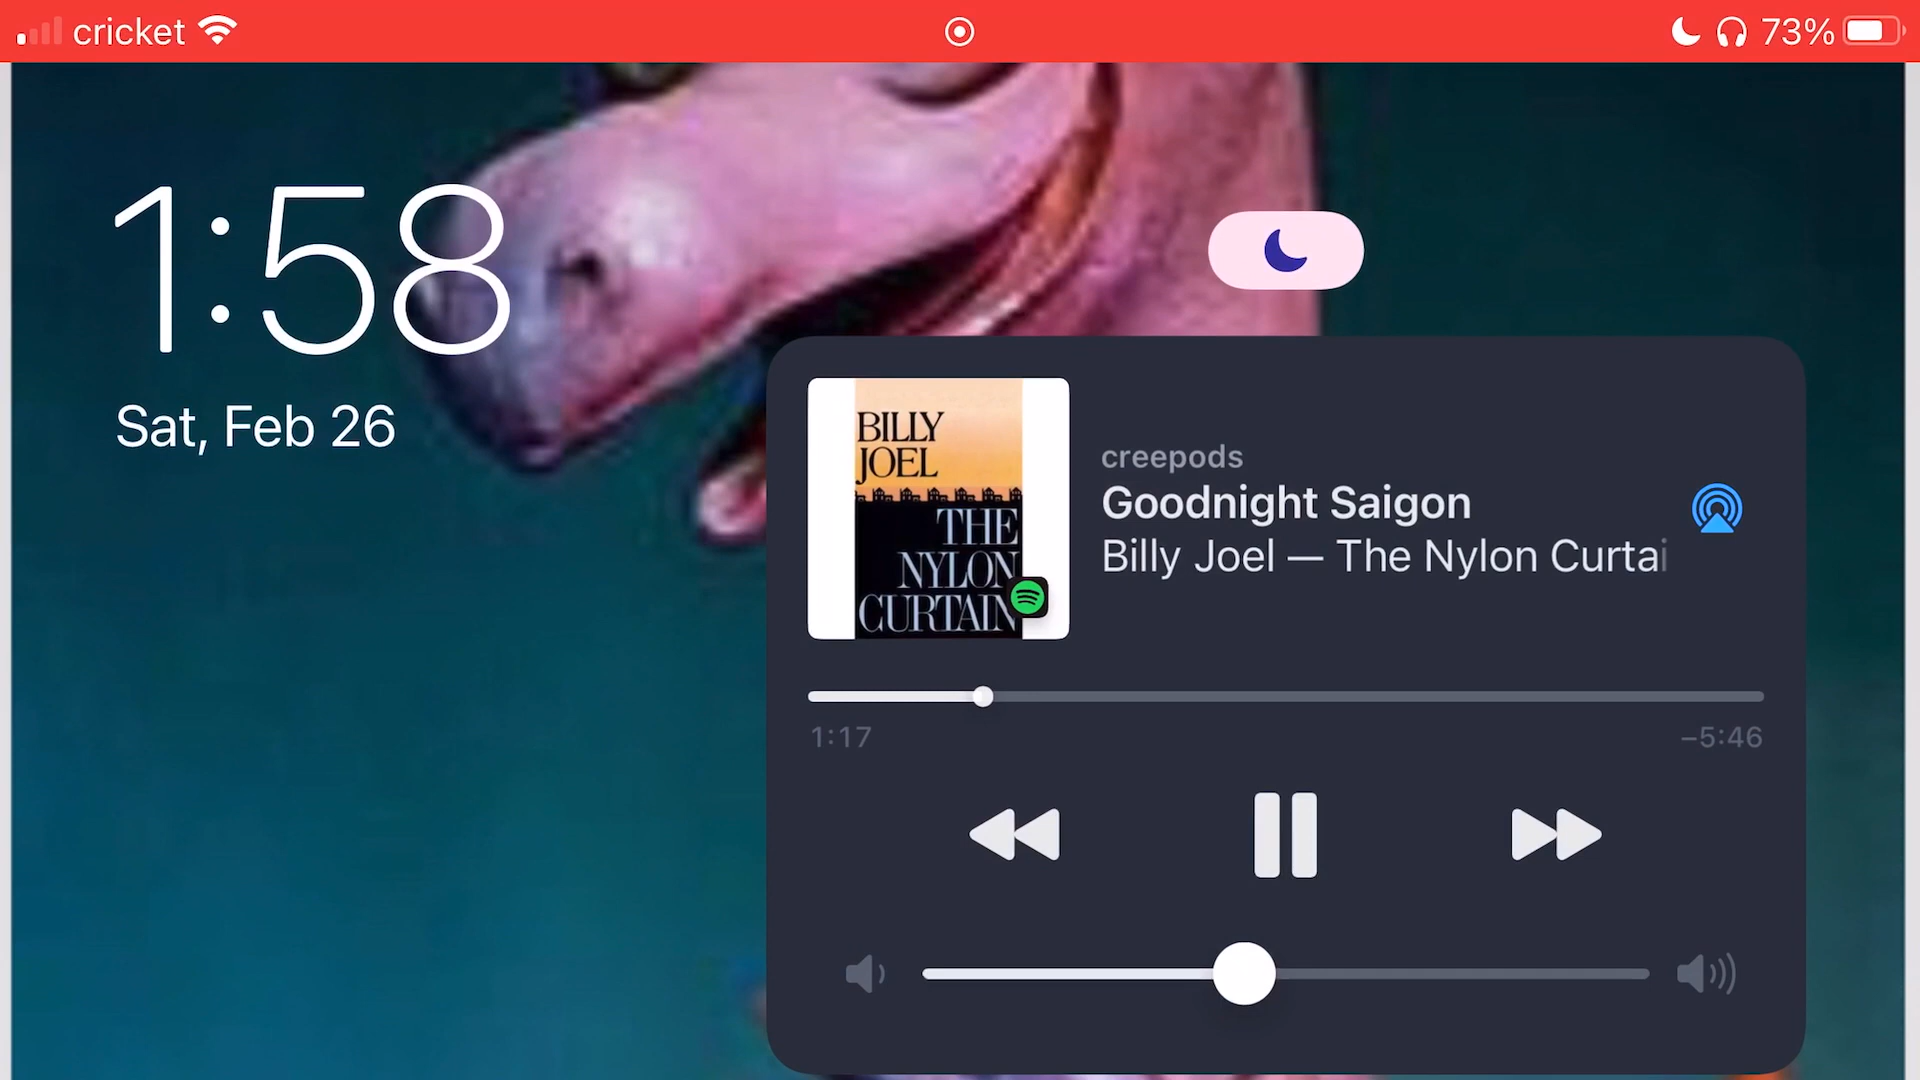 cricket
73%
1:58
Sat, Feb 26
BILLY
JOEL
THE
NYLON
CURTAIN
creepods
Goodnight Saigon
Billy Joel — The Nylon Curtai
1:17
–5:46